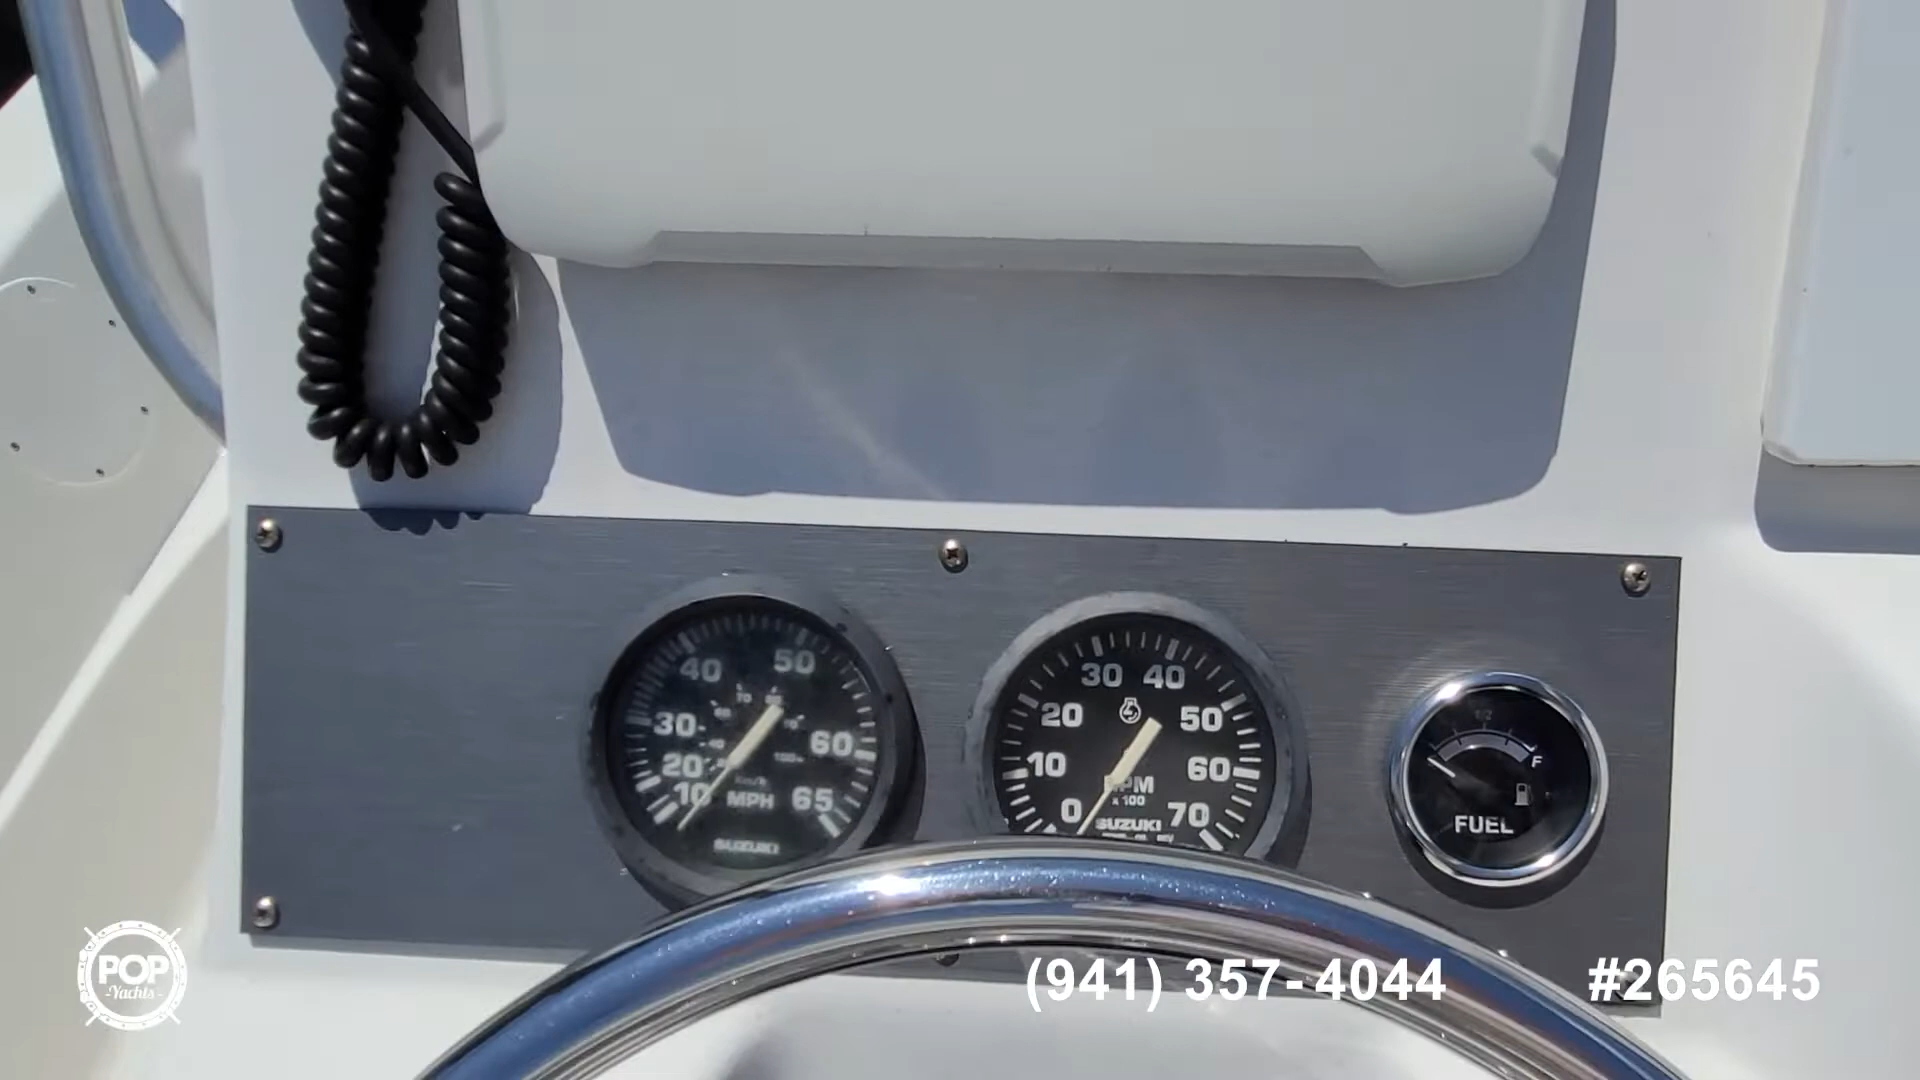 40 50
30 60
20
10 MPH 65
SUZUKI
30 40
20 50
10 60
0 RPM 70
x 100
SUZUKI
F
FUEL
POP
-Yachts-
(941) 357-4044
#265645